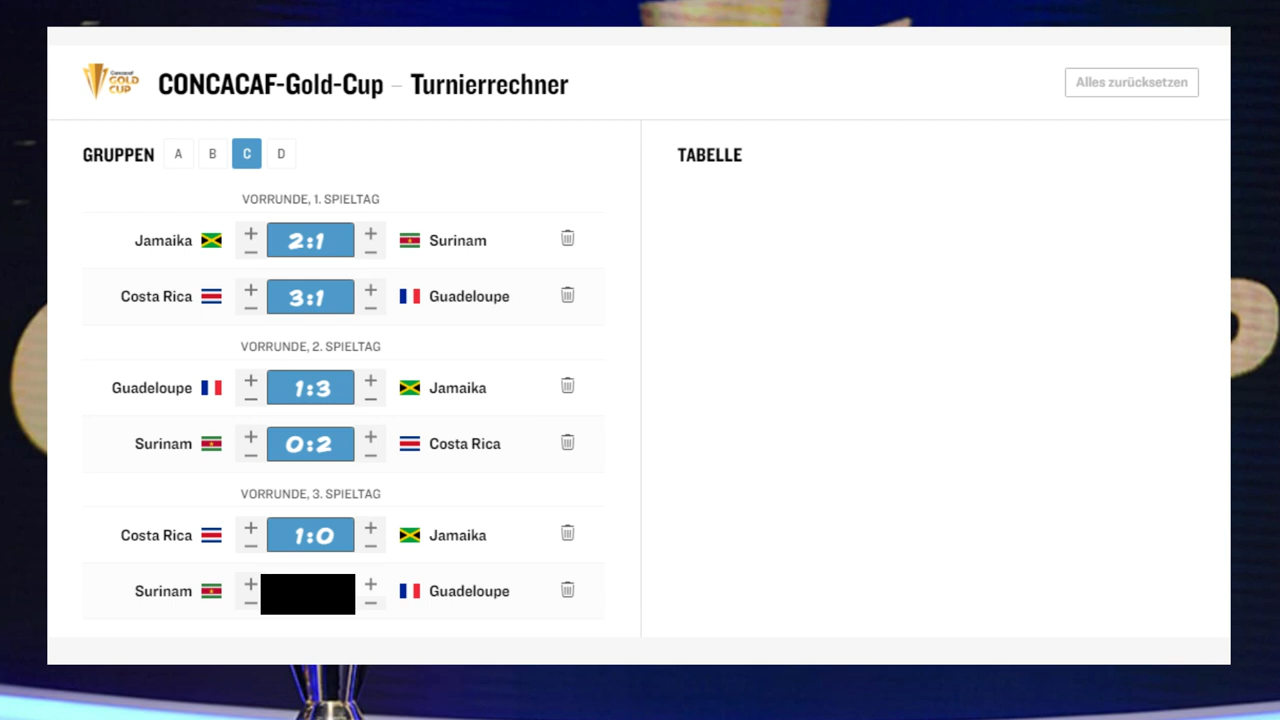 Concacaf
GOLD
CUP
CONCACAF-Gold-Cup – Turnierrechner
Alles zurücksetzen
GRUPPEN A B C D
TABELLE
VORRUNDE, 1. SPIELTAG
Jamaika + − 2:1 + − Surinam
Costa Rica + − 3:1 + − Guadeloupe
VORRUNDE, 2. SPIELTAG
Guadeloupe + − 1:3 + − Jamaika
Surinam + − 0:2 + − Costa Rica
VORRUNDE, 3. SPIELTAG
Costa Rica + − 1:0 + − Jamaika
Surinam + − + − Guadeloupe